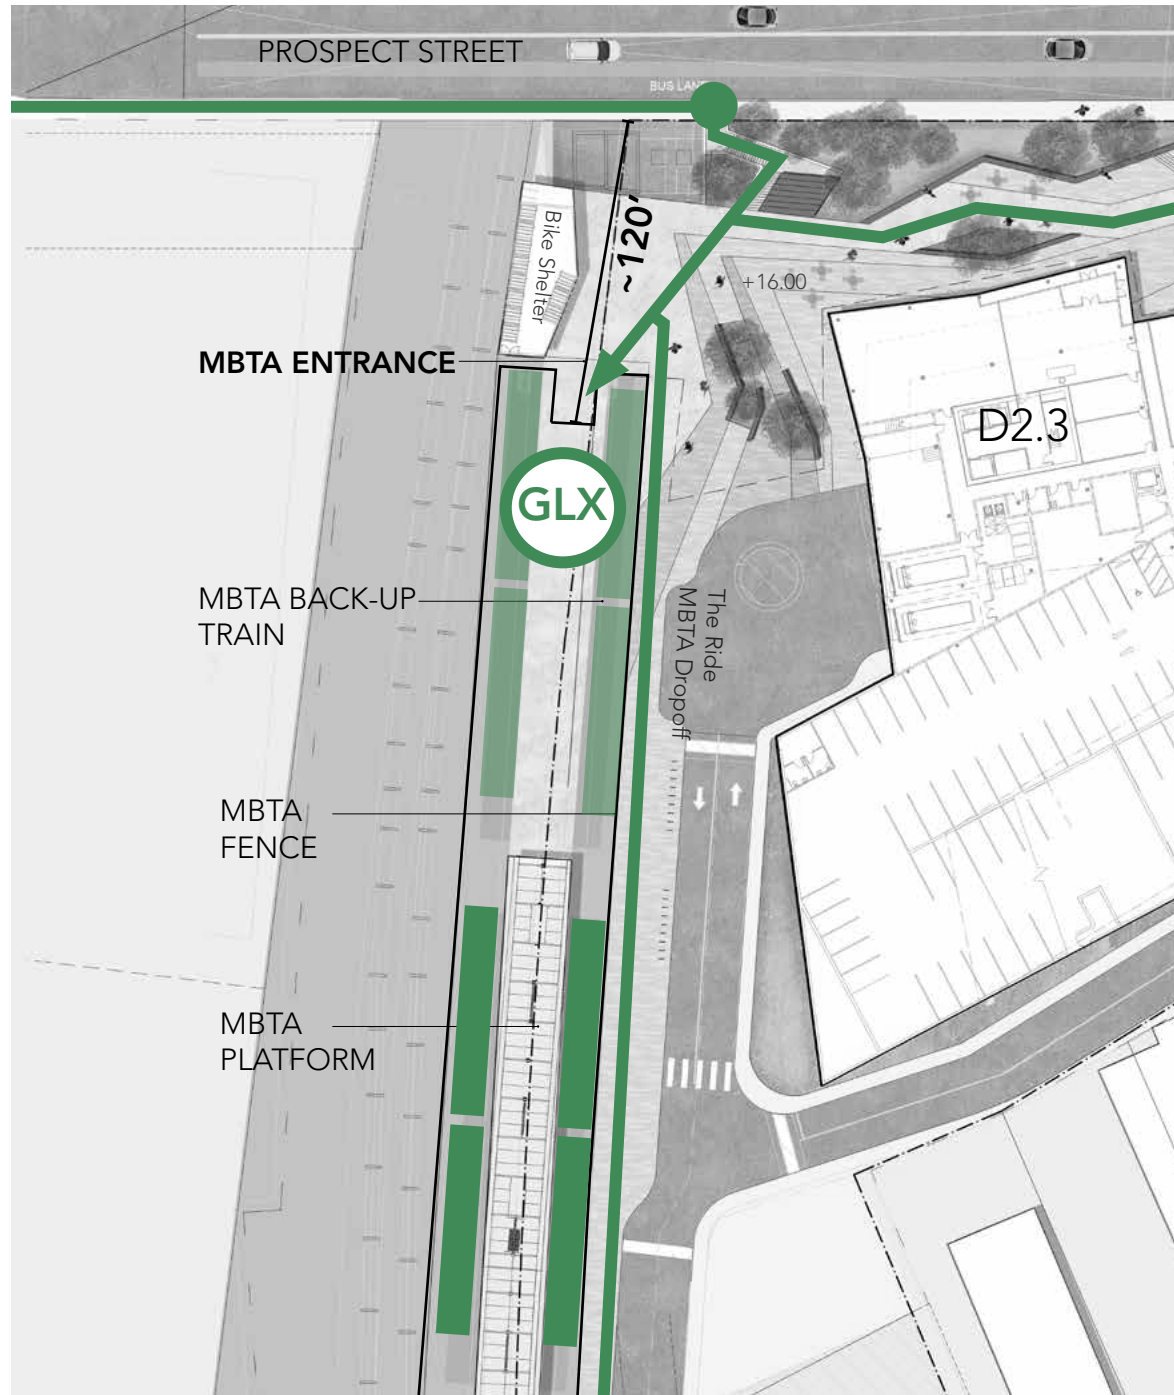 PROSPECT STREET
BUS LANE
~120'
Bike Shelter
+16.00
MBTA ENTRANCE
D2.3
GLX
MBTA BACK-UP
TRAIN
The Ride
MBTA Dropoff
MBTA
FENCE
MBTA
PLATFORM